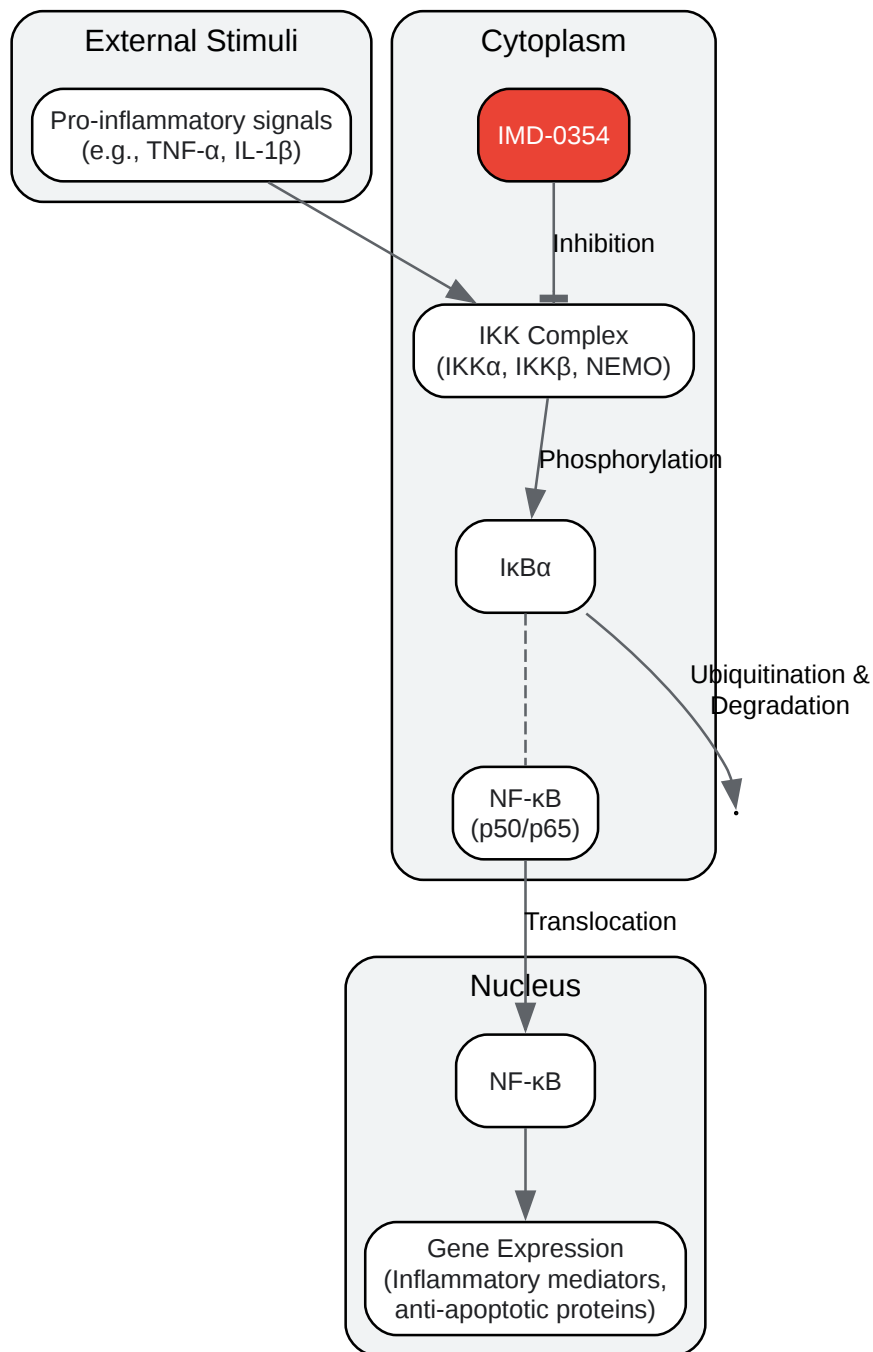 External Stimuli
Pro-inflammatory signals
(e.g., TNF-α, IL-1β)
Cytoplasm
IMD-0354
Inhibition
IKK Complex
(IKKα, IKKβ, NEMO)
Phosphorylation
IκBα
Ubiquitination &
Degradation
NF-κB
(p50/p65)
Translocation
Nucleus
NF-κB
Gene Expression
(Inflammatory mediators,
anti-apoptotic proteins)